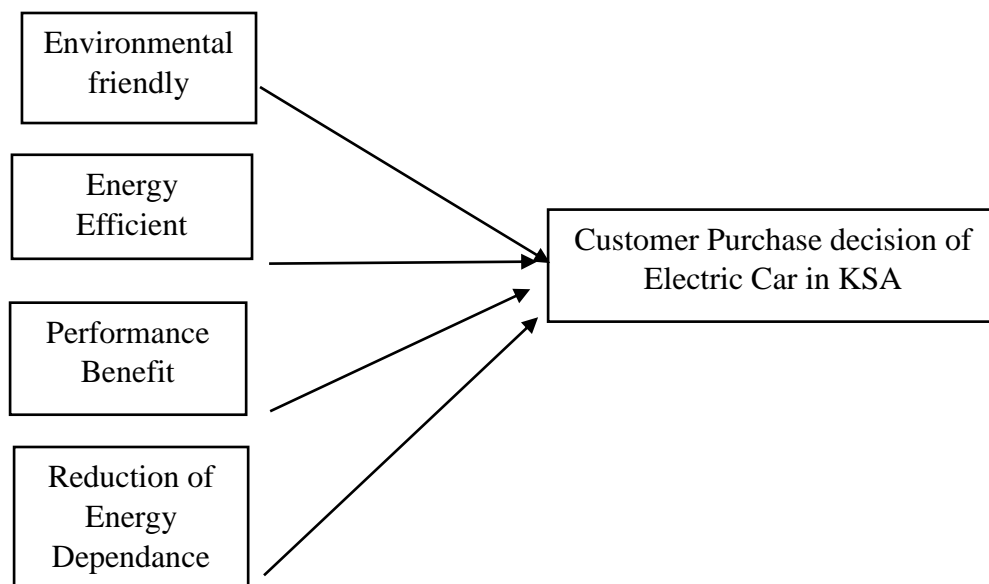 Environmental
friendly
Energy
Efficient
Performance
Benefit
Reduction of
Energy
Dependance
Customer Purchase decision of
Electric Car in KSA